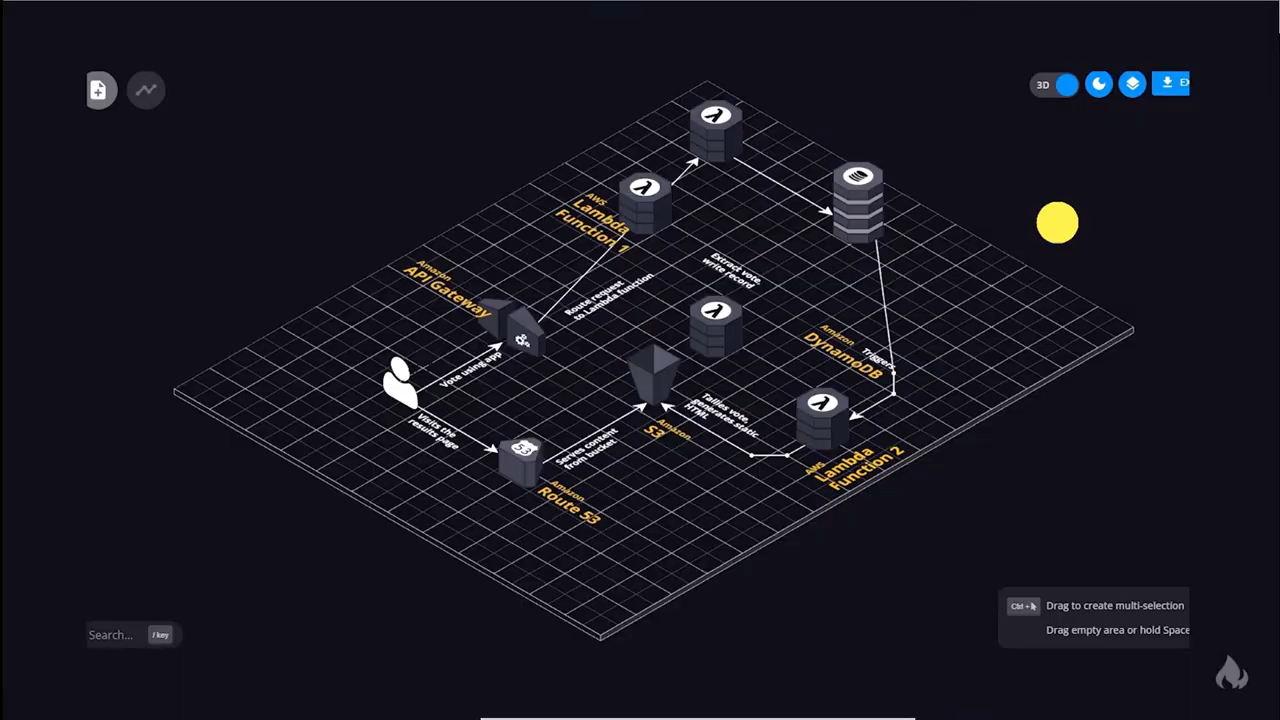 3D
EX
AWS
Lambda
Function 1
Extract vote,
write record
Amazon
API Gateway
Route request
to Lambda function
Amazon
DynamoDB
Triggers
Vote using app
Visits the
results page
Tallies vote,
generates static
HTML
Amazon
S3
Serves content
from bucket
53
AWS
Lambda
Function 2
Amazon
Route 53
Ctrl +
Drag to create multi-selection
Drag empty area or hold Space
Search...
/ key